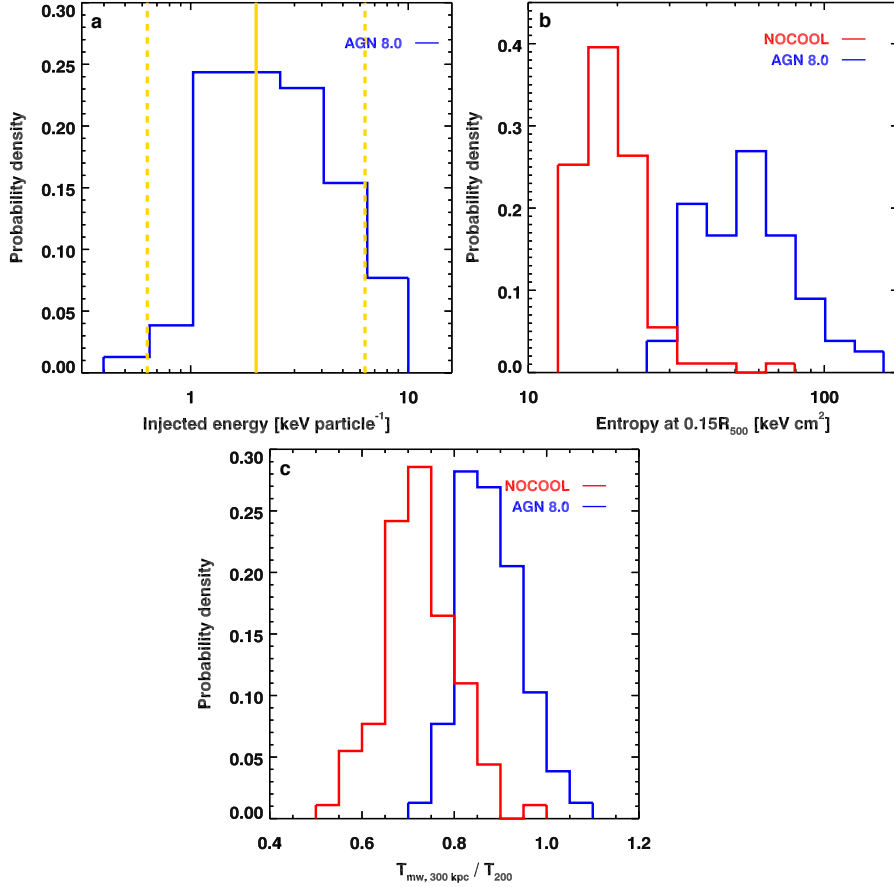 a
AGN 8.0
0.30
0.25
0.20
0.15
0.10
0.05
0.00
Probability density
1
10
Injected energy [keV particle⁻¹]
b
NOCOOL
AGN 8.0
0.4
0.3
0.2
0.1
0.0
Probability density
10
100
Entropy at 0.15R₅₀₀ [keV cm²]
c
NOCOOL
AGN 8.0
0.30
0.25
0.20
0.15
0.10
0.05
0.00
Probability density
0.4
0.6
0.8
1.0
1.2
T_mw, 300 kpc / T₂₀₀